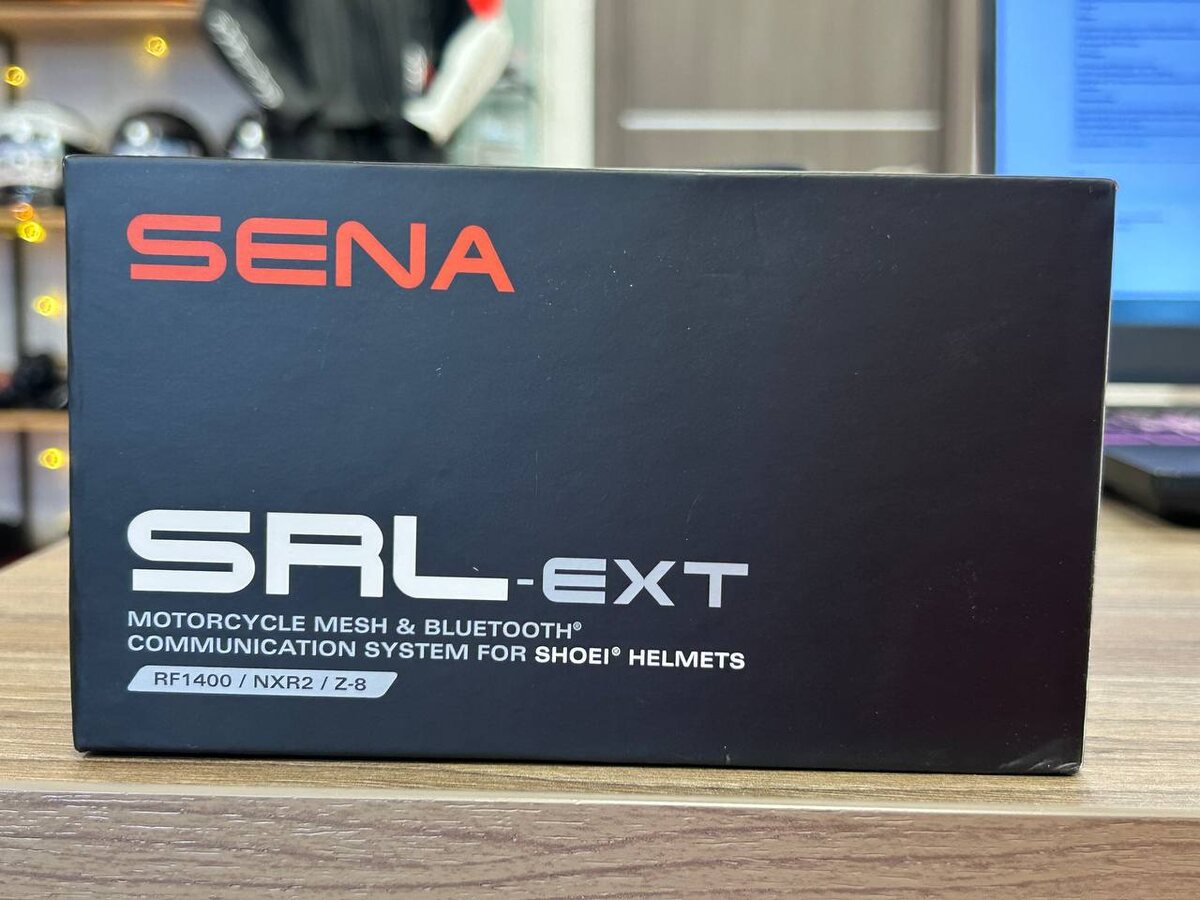 SENA
SRL-EXT
MOTORCYCLE MESH & BLUETOOTH®
COMMUNICATION SYSTEM FOR SHOEI® HELMETS
RF1400 / NXR2 / Z-8